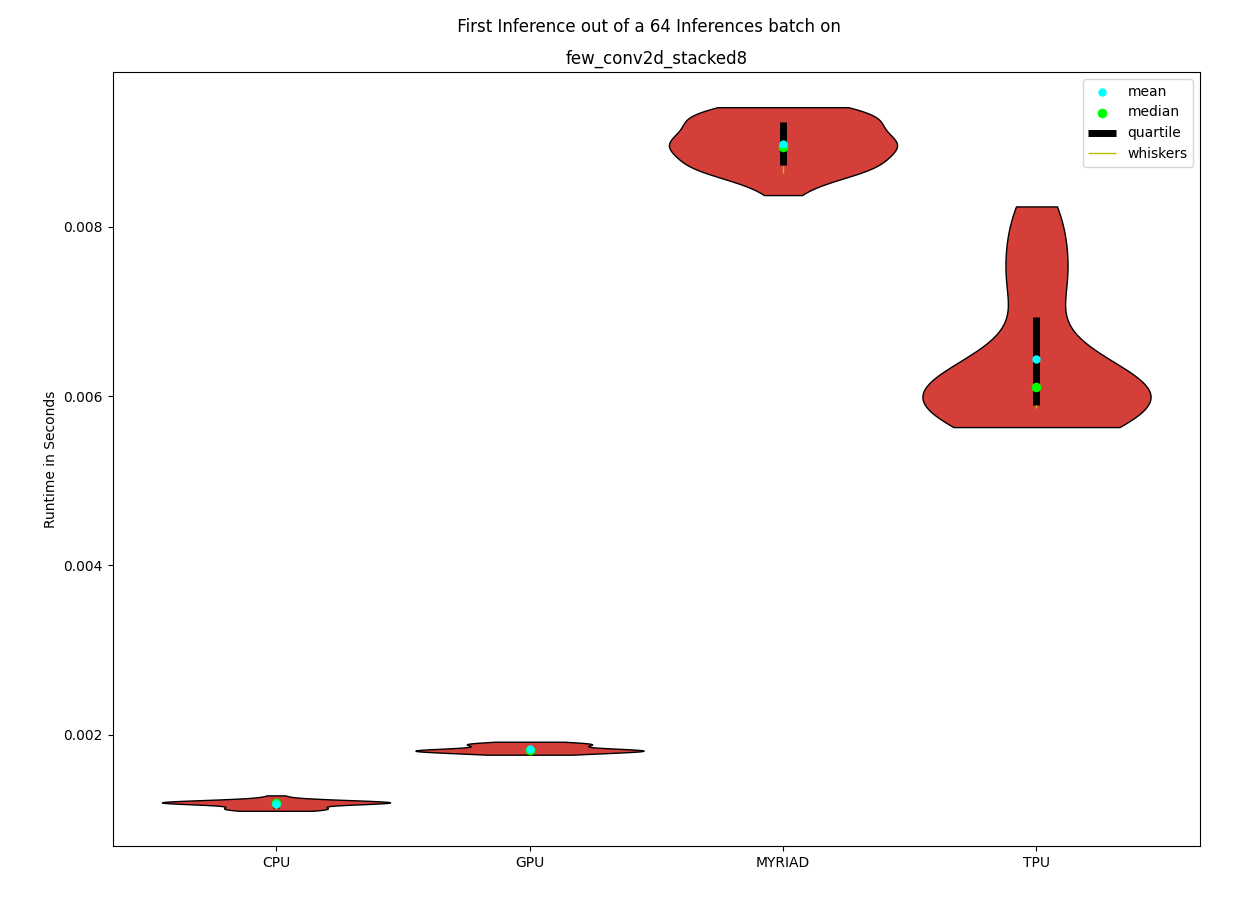 First Inference out of a 64 Inferences batch on
few_conv2d_stacked8
mean
median
quartile
whiskers
Runtime in Seconds
0.008
0.006
0.004
0.002
CPU GPU MYRIAD TPU